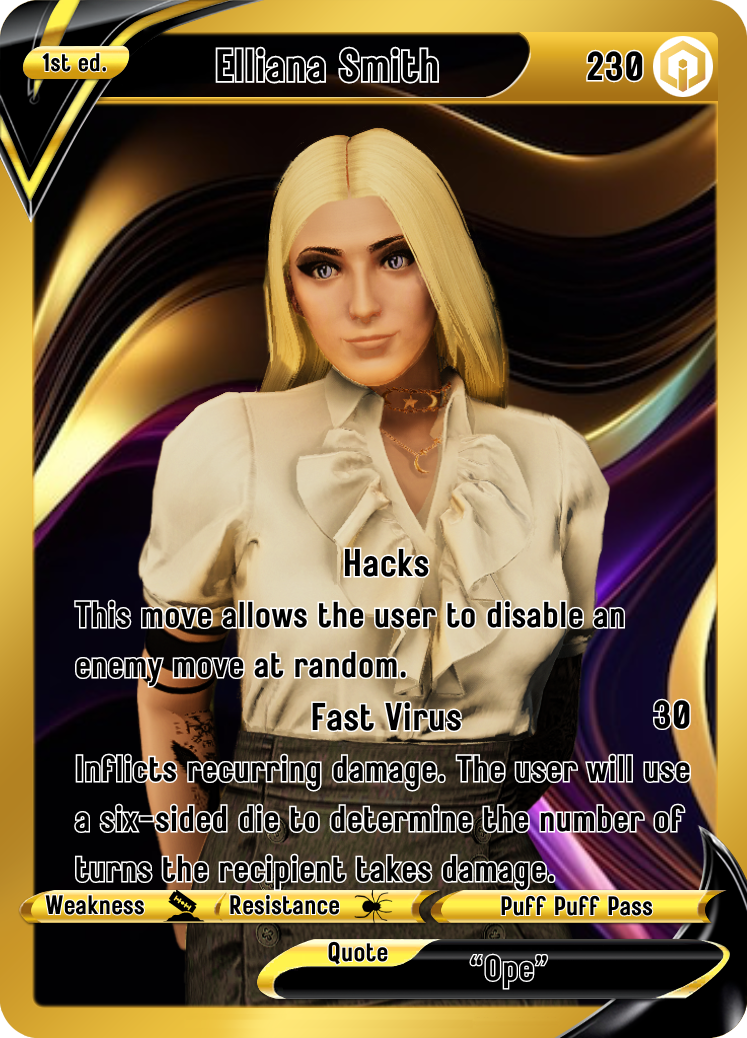 1st ed.
Elliana Smith
230
Hacks
This move allows the user to disable an
enemy move at random.
Fast Virus 30
Inflicts recurring damage. The user will use
a six-sided die to determine the number of
turns the recipient takes damage.
Weakness Resistance Puff Puff Pass
Quote
“Ope”